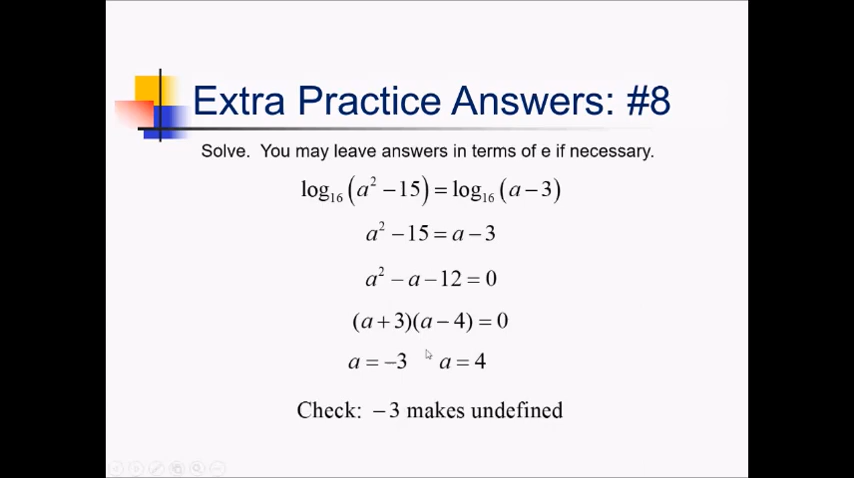 Extra Practice Answers: #8
Solve. You may leave answers in terms of e if necessary.
log₁₆(a² − 15) = log₁₆(a − 3)
a² − 15 = a − 3
a² − a − 12 = 0
(a + 3)(a − 4) = 0
a = −3 a = 4
Check: −3 makes undefined